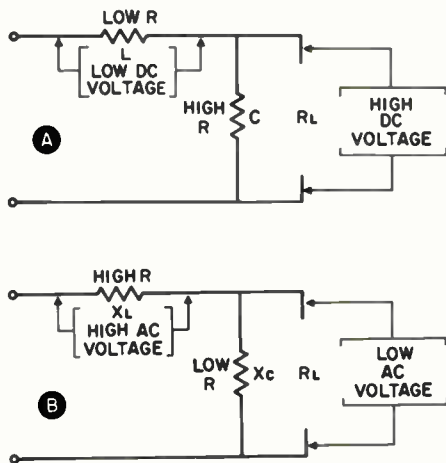 LOW R
L
LOW DC
VOLTAGE
HIGH
R
C
RL
HIGH
DC
VOLTAGE
A
HIGH R
XL
HIGH AC
VOLTAGE
LOW
R
XC
RL
LOW
AC
VOLTAGE
B